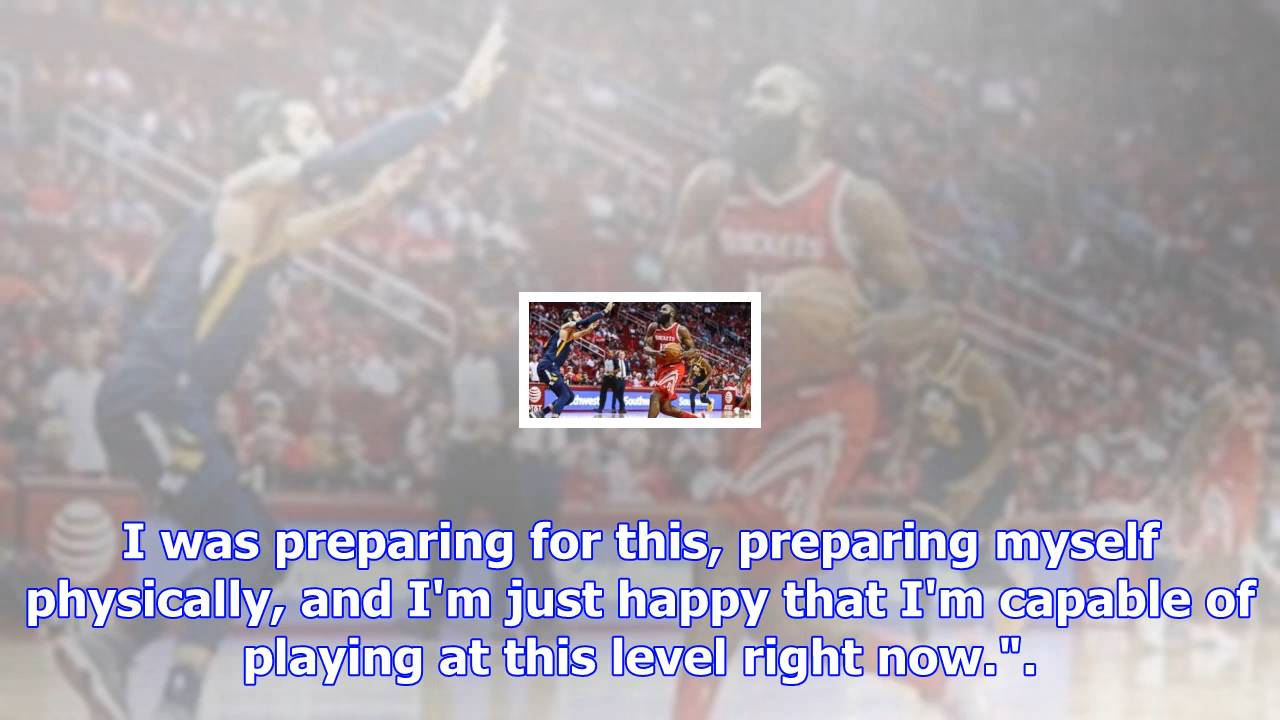 I was preparing for this, preparing myself
physically, and I'm just happy that I'm capable of
playing at this level right now.".
ROCKETS